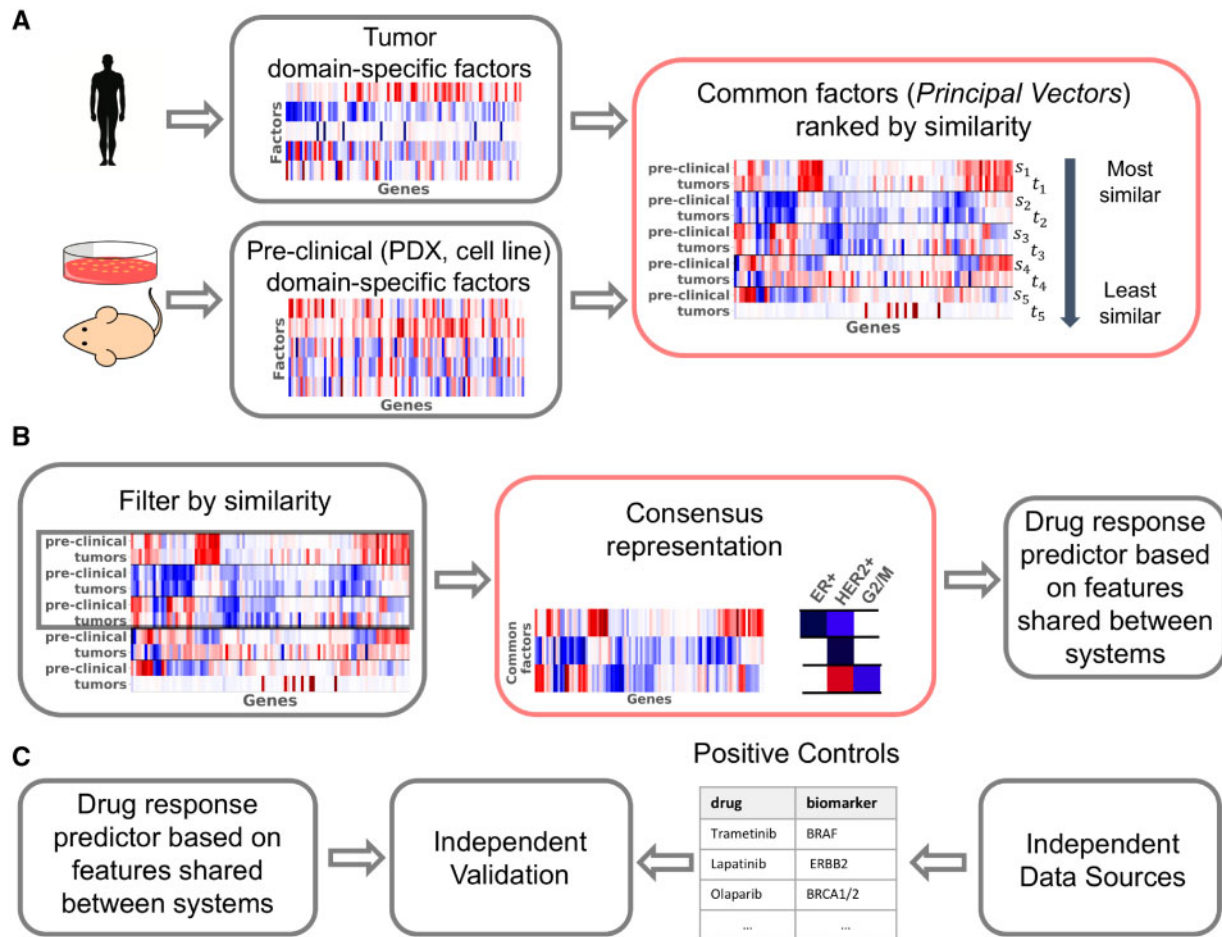 A
Tumor
domain-specific factors
Factors
Genes
Pre-clinical (PDX, cell line)
domain-specific factors
Factors
Genes
Common factors (Principal Vectors)
ranked by similarity
pre-clinical s1
tumors t1
pre-clinical s2
tumors t2
pre-clinical s3
tumors t3
pre-clinical s4
tumors t4
pre-clinical s5
tumors t5
Genes
Most
similar
Least
similar
B
Filter by similarity
pre-clinical
tumors
pre-clinical
tumors
pre-clinical
tumors
pre-clinical
tumors
pre-clinical
tumors
Genes
Consensus
representation
Common
factors
Genes
ER+
HER2+
G2/M
Drug response
predictor based
on features
shared between
systems
C
Drug response
predictor based on
features shared
between systems
Independent
Validation
Positive Controls
drug biomarker
Trametinib BRAF
Lapatinib ERBB2
Olaparib BRCA1/2
... ...
Independent
Data Sources